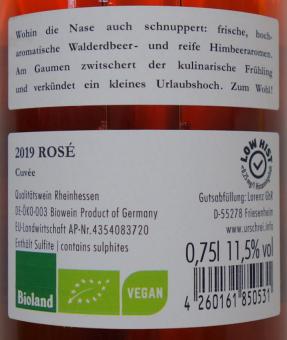 Wohin die Nase auch schnuppert: frische, hoch-
aromatische Walderdbeer- und reife Himbeeraromen.
Am Gaumen zwitschert der kulinarische Frühling
und verkündet ein kleines Urlaubshoch. Zum Wohl!
2019 ROSÉ
Cuvée
Qualitätswein Rheinhessen
DE-ÖKO-003 Biowein Product of Germany
EU-Landwirtschaft AP-Nr.4354083720
Enthält Sulfite | contains sulphites
LOW HIST
Gutsabfüllung: Lorenz GbR
D-55278 Friesenheim
www.urschrei.info
0,75l 11,5% vol
Bioland
VEGAN
4 260161 850531